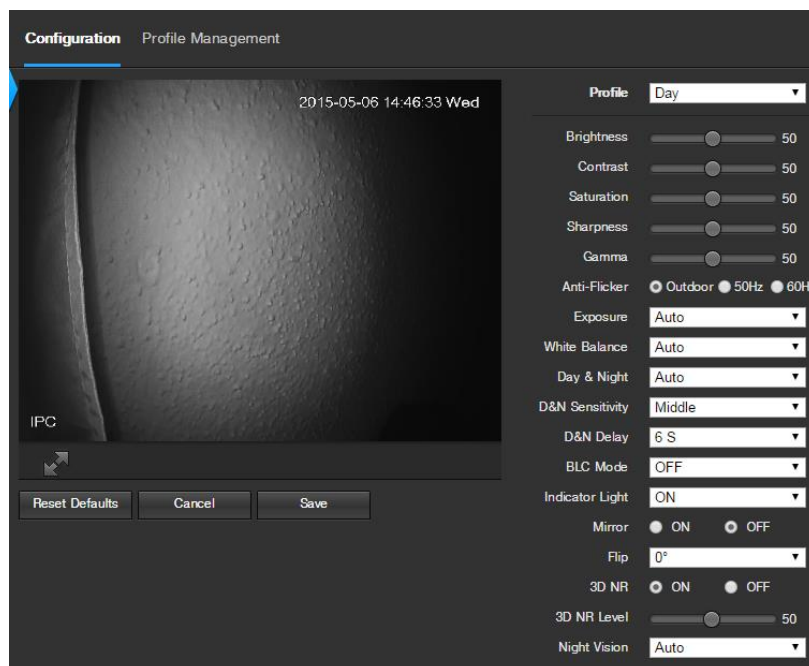 Configuration Profile Management
2015-05-06 14:46:33 Wed
IPC
Reset Defaults Cancel Save
Profile Day
Brightness 50
Contrast 50
Saturation 50
Sharpness 50
Gamma 50
Anti-Flicker Outdoor 50Hz 60H
Exposure Auto
White Balance Auto
Day & Night Auto
D&N Sensitivity Middle
D&N Delay 6 S
BLC Mode OFF
Indicator Light ON
Mirror ON OFF
Flip 0°
3D NR ON OFF
3D NR Level 50
Night Vision Auto